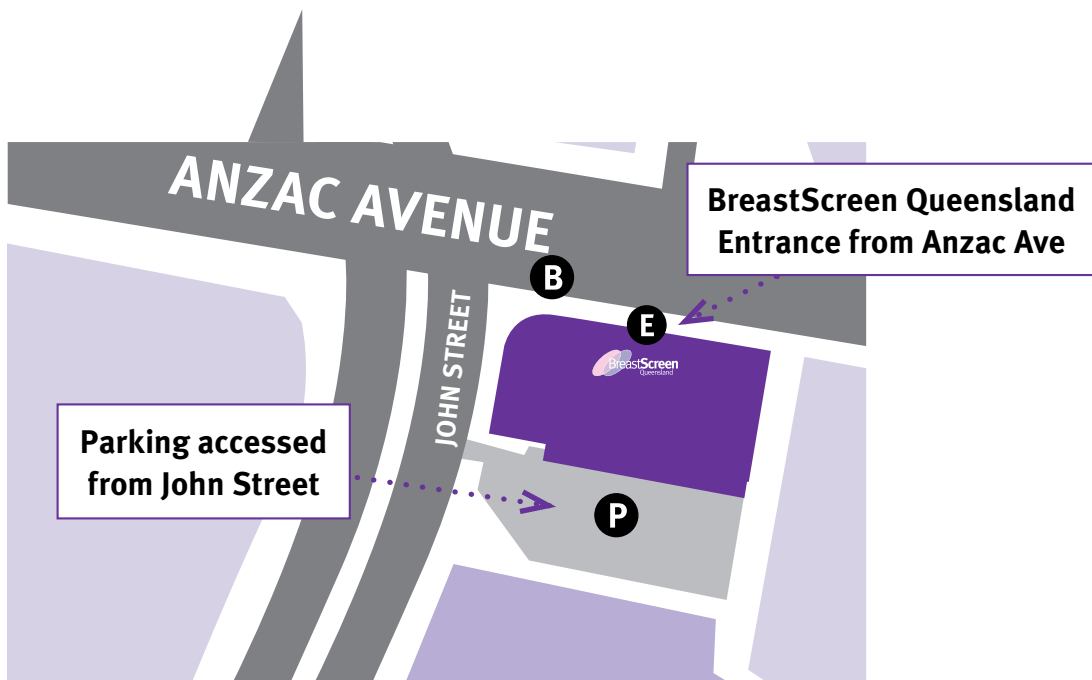 ANZAC AVENUE
BreastScreen Queensland
Entrance from Anzac Ave
B
E
JOHN STREET
BreastScreen
Queensland
Parking accessed
from John Street
P